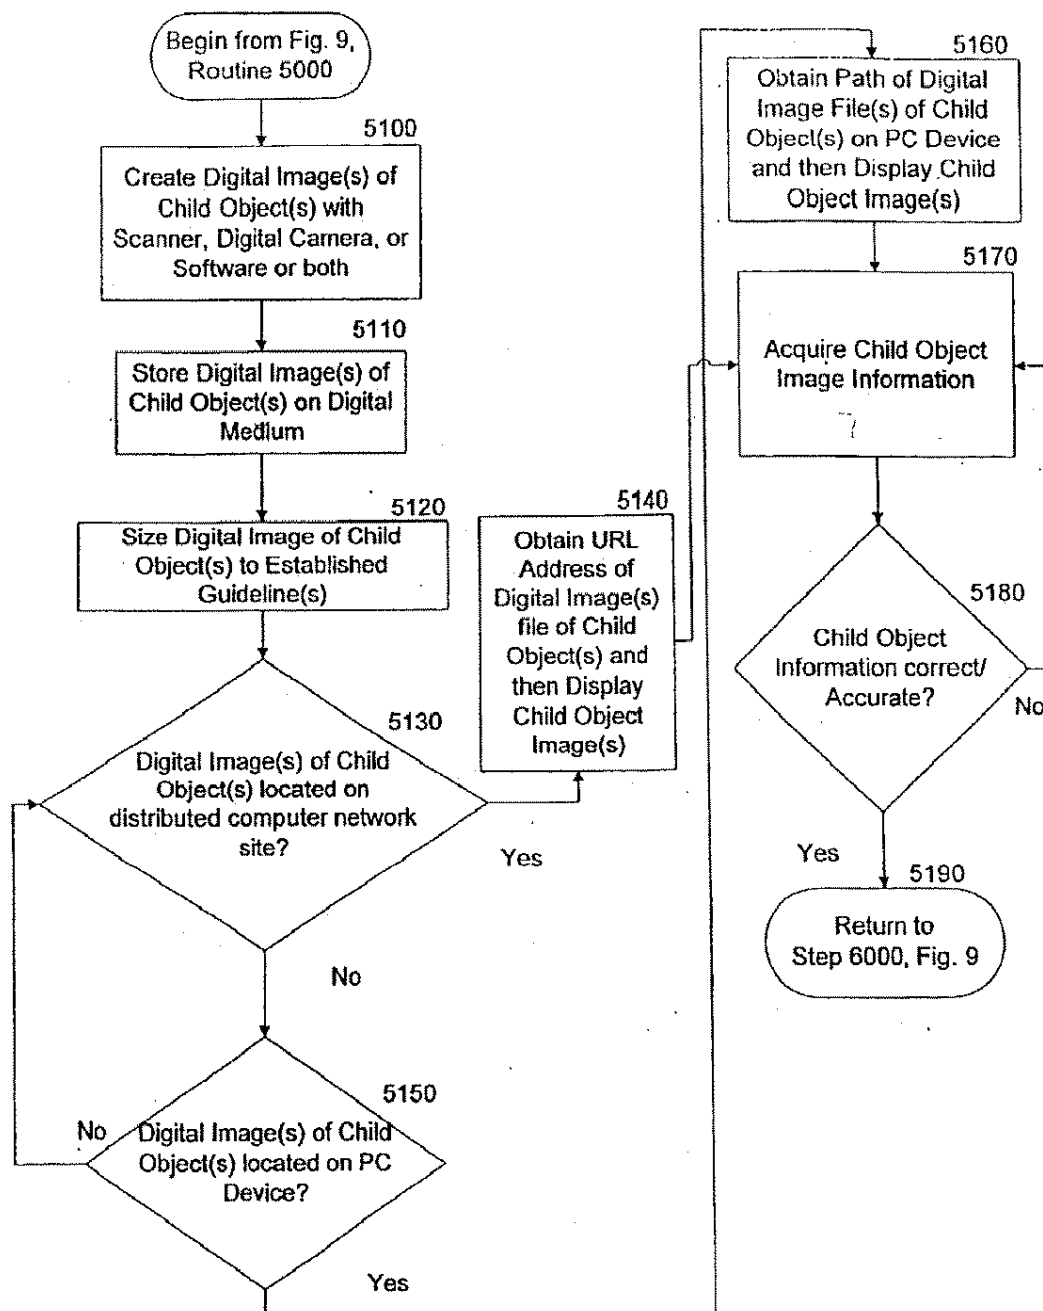 Begin from Fig. 9,
Routine 5000
5100
Create Digital Image(s) of
Child Object(s) with
Scanner, Digital Camera, or
Software or both
5110
Store Digital Image(s) of
Child Object(s) on Digital
Medium
5120
Size Digital Image of Child
Object(s) to Established
Guideline(s)
5130
Digital Image(s) of Child
Object(s) located on
distributed computer network
site?
Yes
No
5140
Obtain URL
Address of
Digital Image(s)
file of Child
Object(s) and
then Display
Child Object
Image(s)
5150
No
Digital Image(s) of Child
Object(s) located on PC
Device?
Yes
5160
Obtain Path of Digital
Image File(s) of Child
Object(s) on PC Device
and then Display Child
Object Image(s)
5170
Acquire Child Object
Image Information
5180
Child Object
Information correct/
Accurate?
No
Yes
5190
Return to
Step 6000, Fig. 9